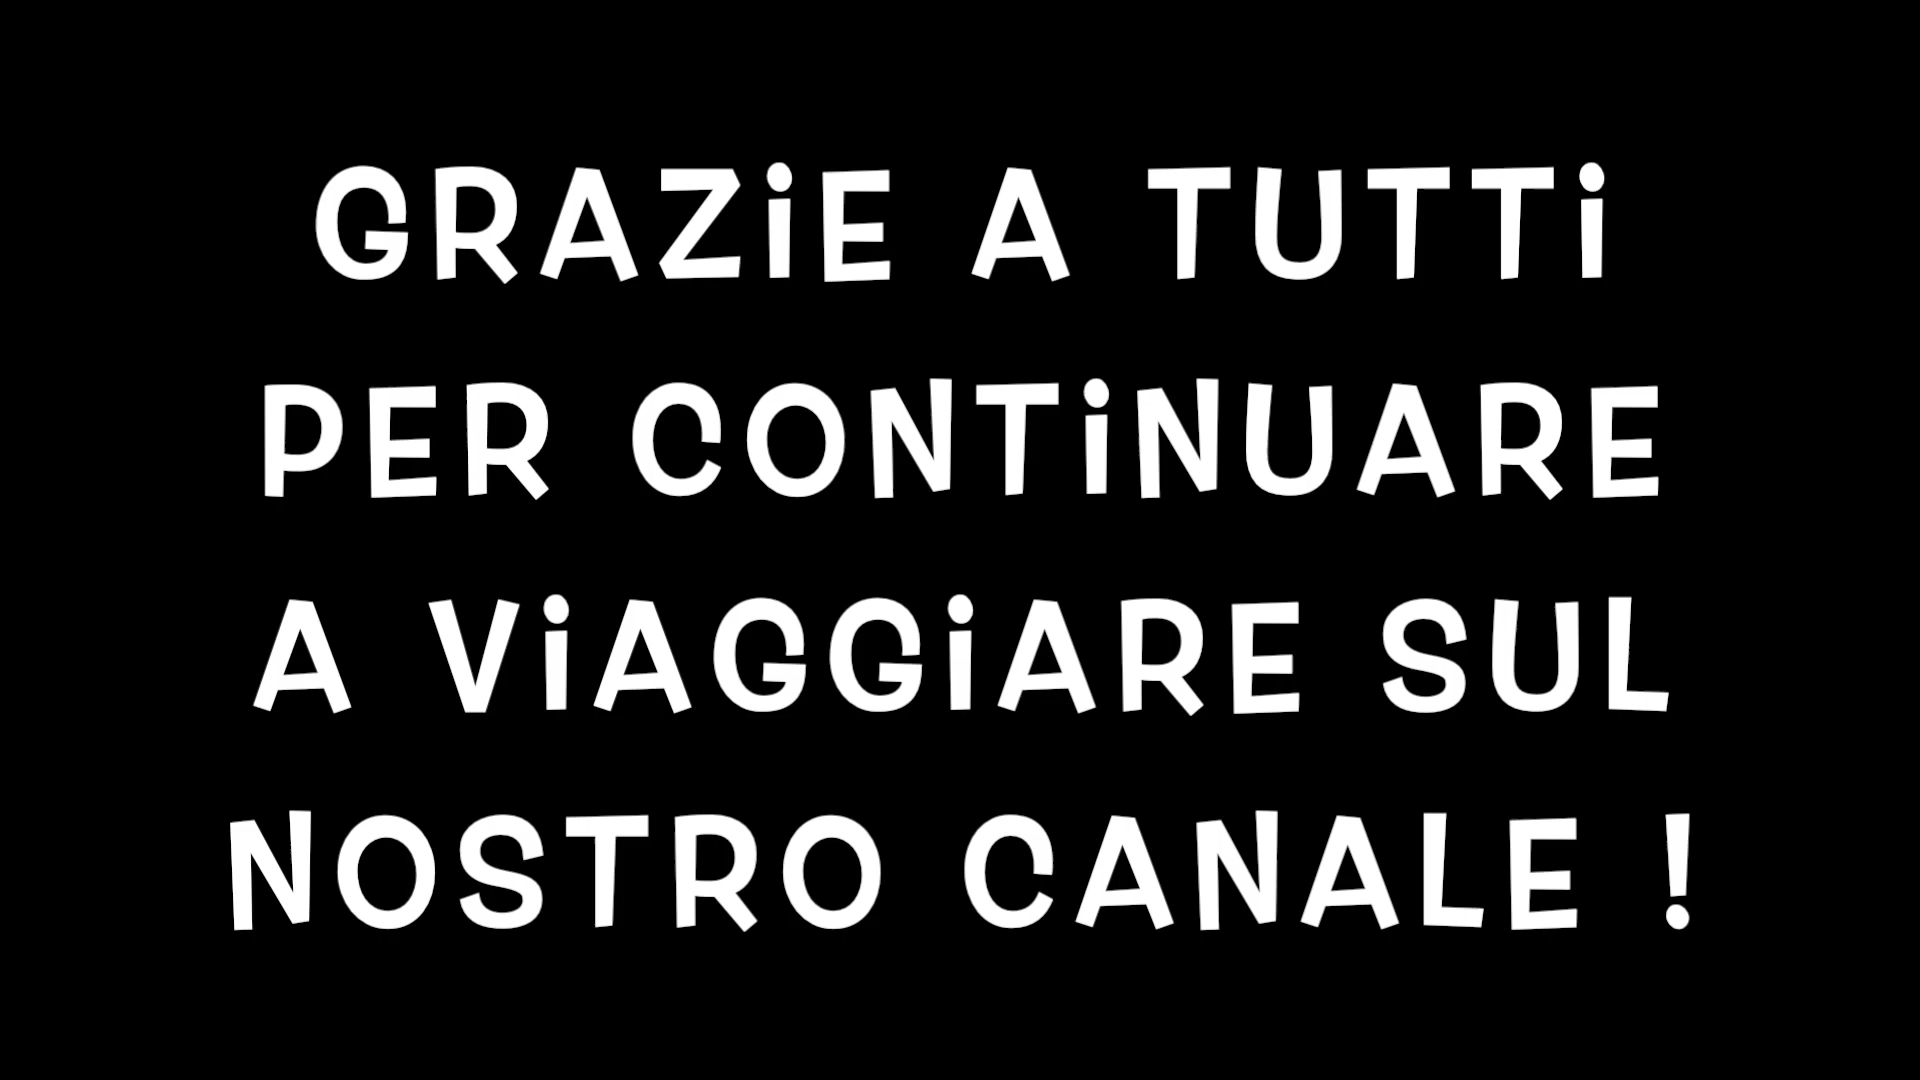 GRAZiE A TUTTi
PER CONTiNUARE
A ViAGGiARE SUL
NOSTRO CANALE !